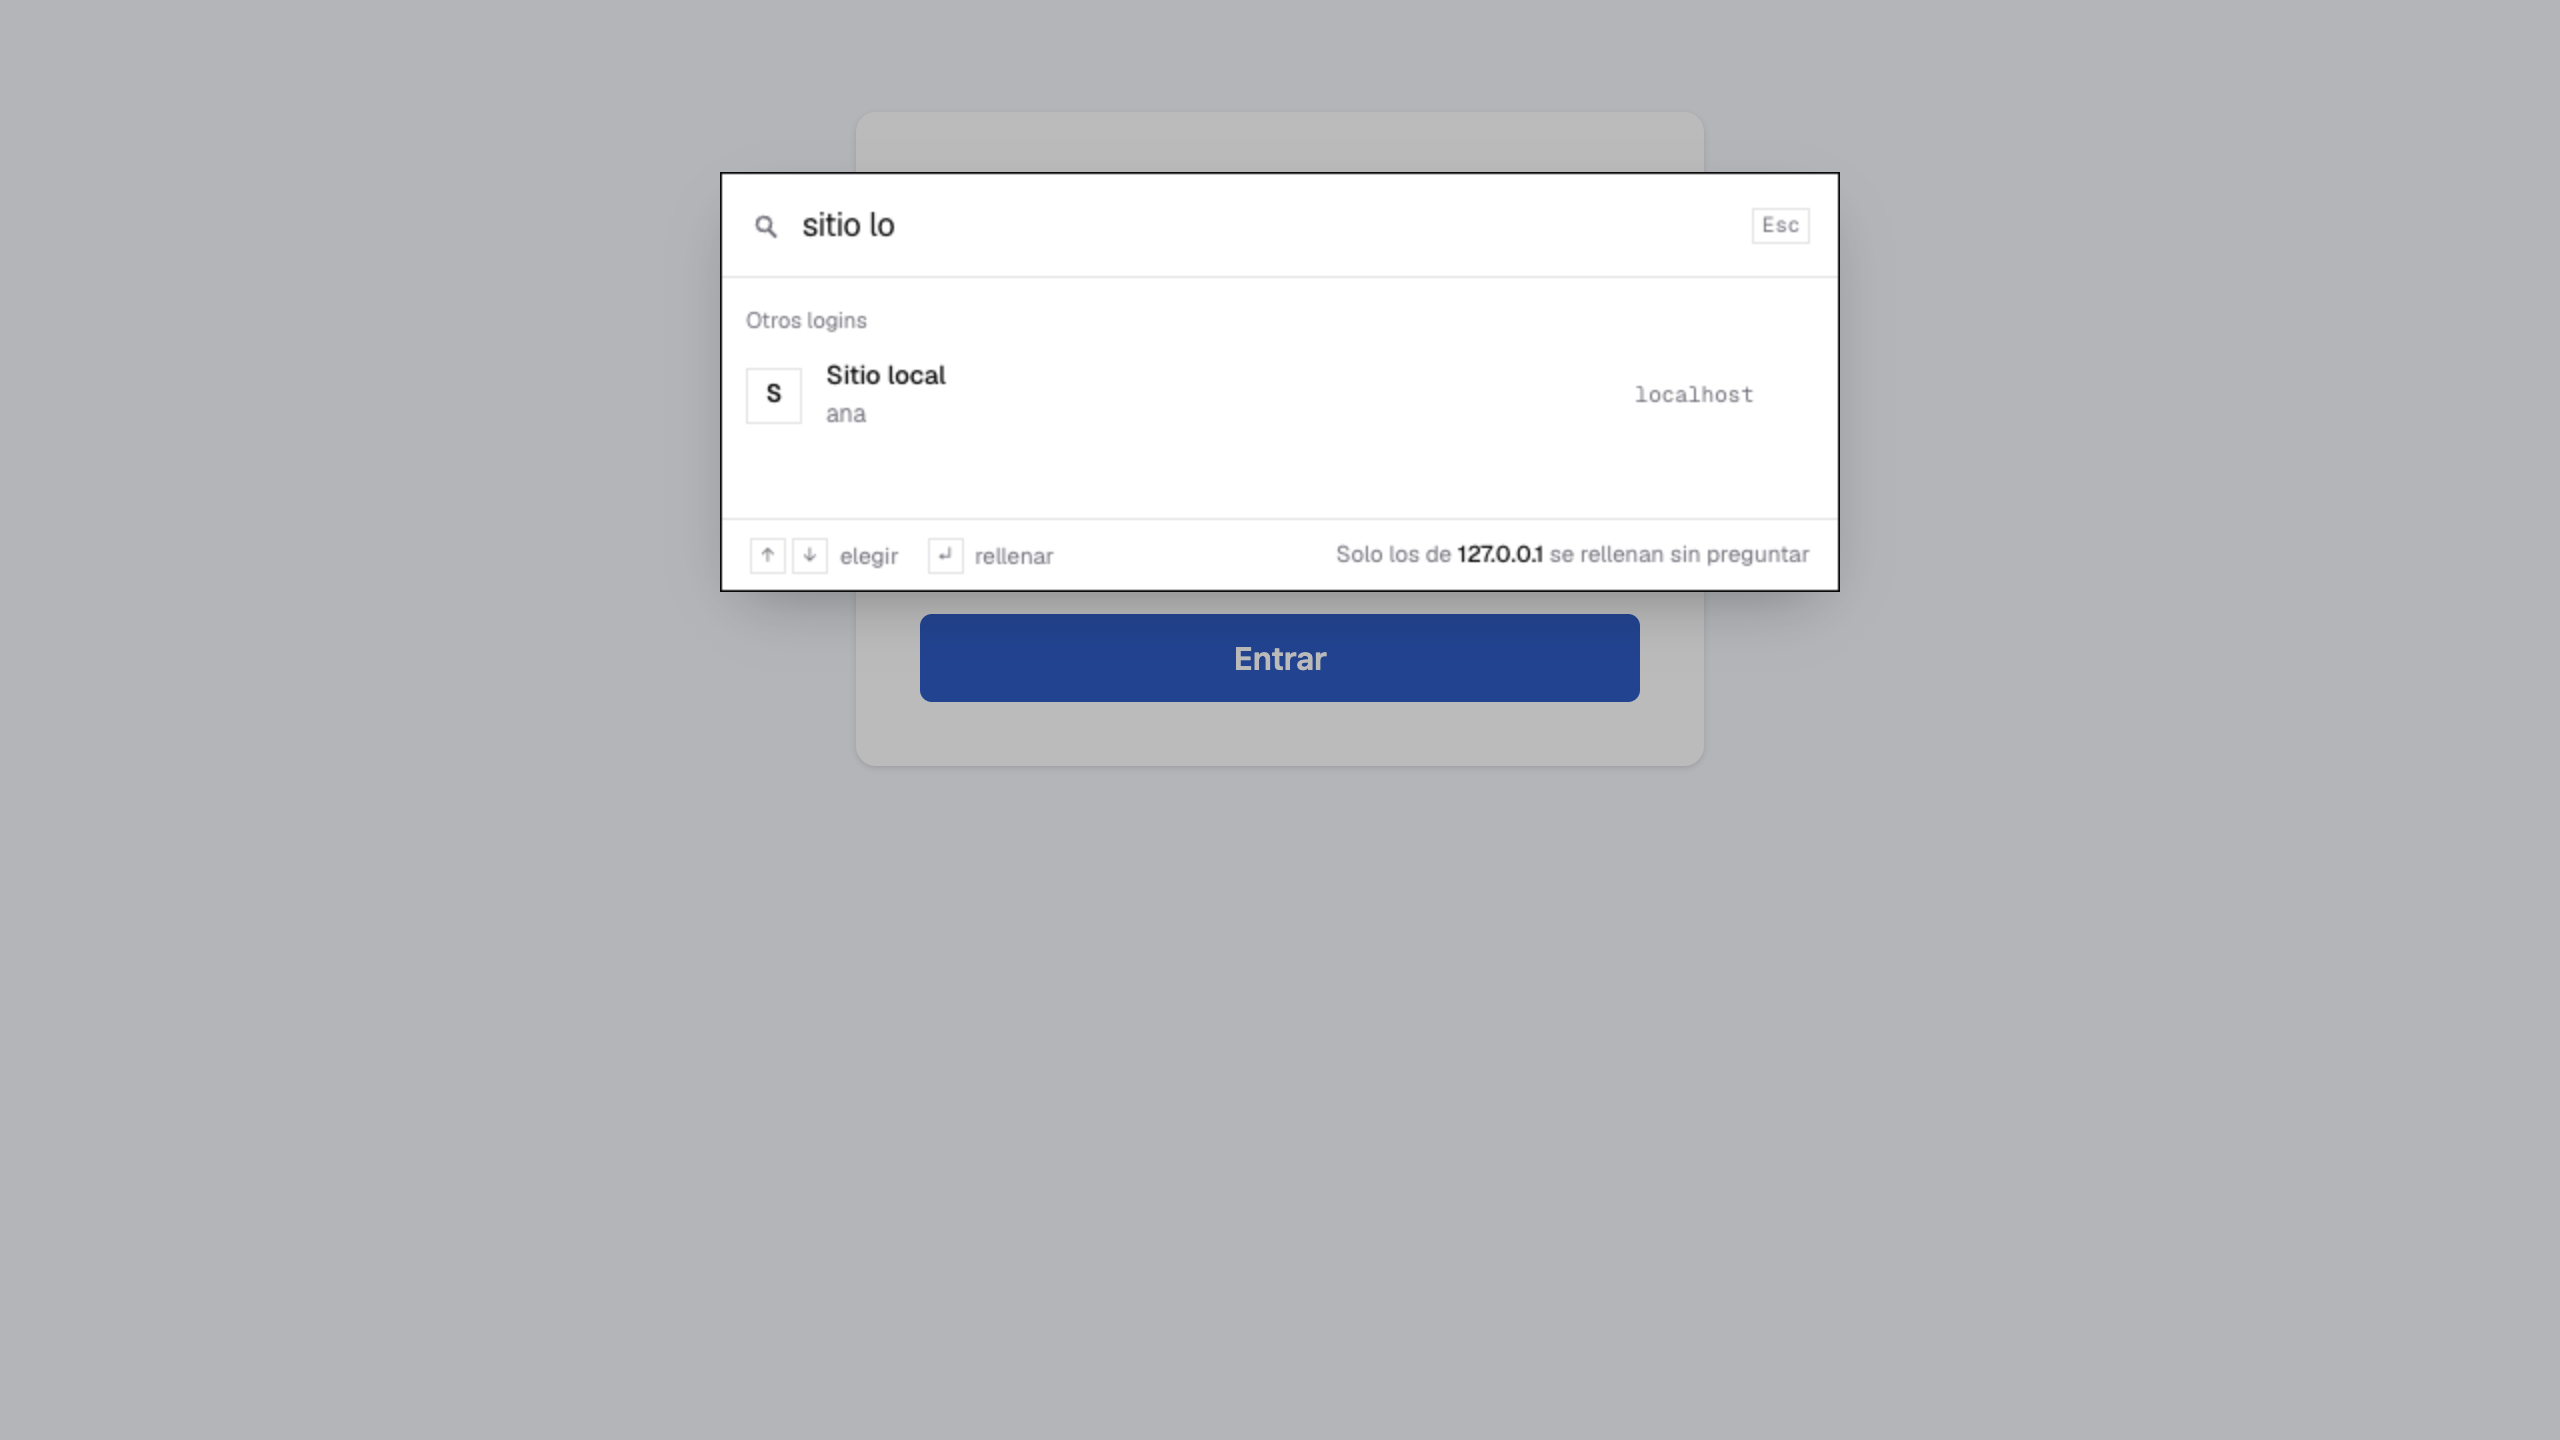 sitio lo
Esc
Otros logins
S
Sitio local
ana
localhost
↑ ↓ elegir ↵ rellenar
Solo los de 127.0.0.1 se rellenan sin preguntar
Entrar